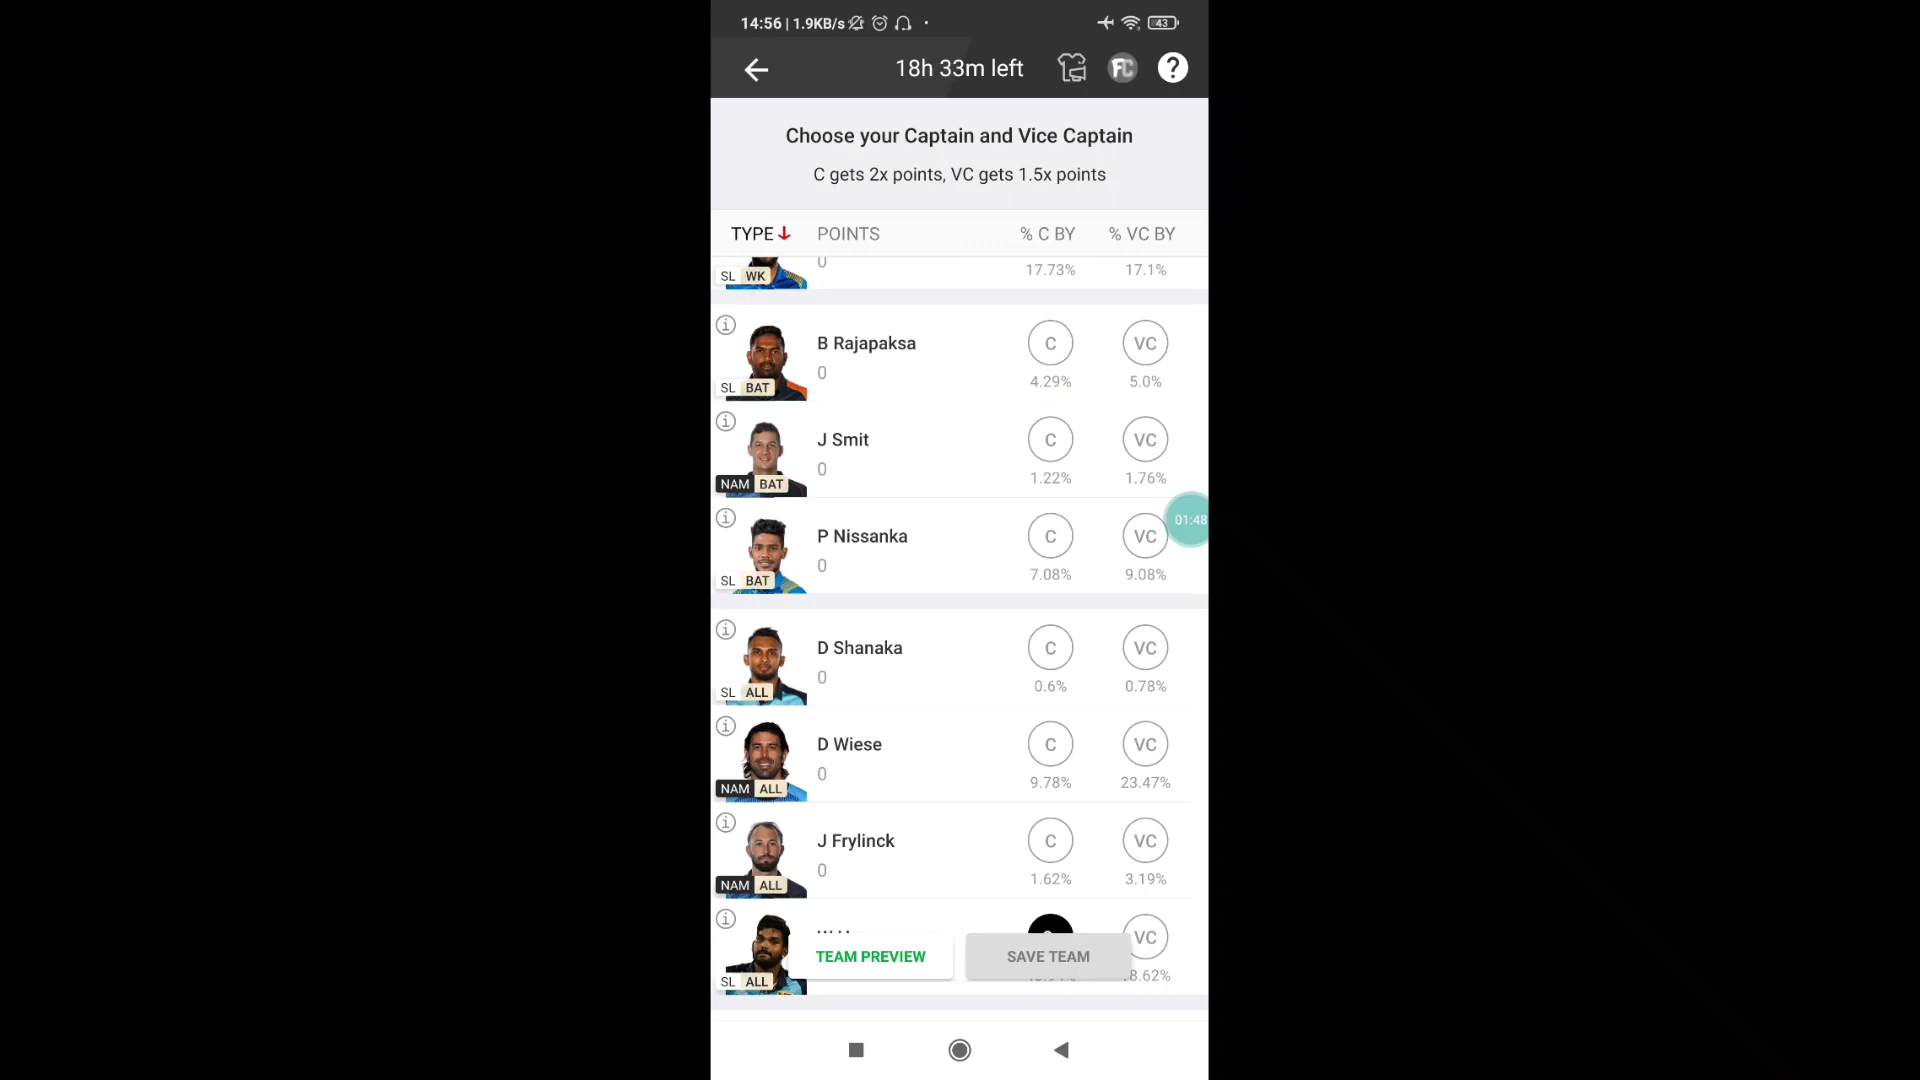 14:56 | 1.9KB/s 43
18h 33m left FC ?
Choose your Captain and Vice Captain
C gets 2x points, VC gets 1.5x points
TYPE POINTS % C BY % VC BY
0 17.73% 17.1%
SL WK
B Rajapaksa C VC
0 4.29% 5.0%
SL BAT
J Smit C VC
0 1.22% 1.76%
NAM BAT
P Nissanka C VC
01:48
0 7.08% 9.08%
SL BAT
D Shanaka C VC
0 0.6% 0.78%
SL ALL
D Wiese C VC
0 9.78% 23.47%
NAM ALL
J Frylinck C VC
0 1.62% 3.19%
NAM ALL
VC
TEAM PREVIEW SAVE TEAM
8.62%
SL ALL